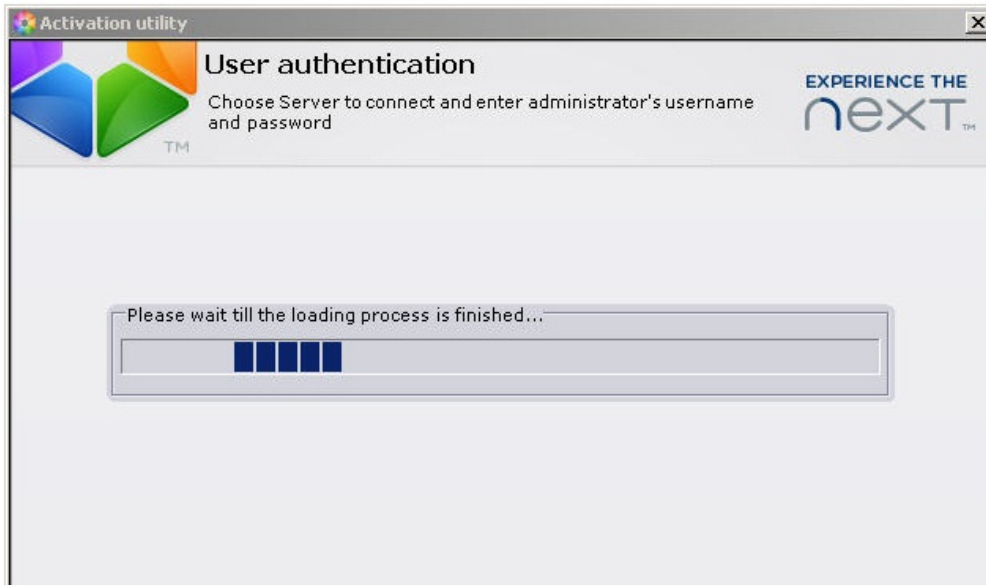 Activation utility
User authentication
Choose Server to connect and enter administrator's username
and password
TM
EXPERIENCE THE
next™
Please wait till the loading process is finished...